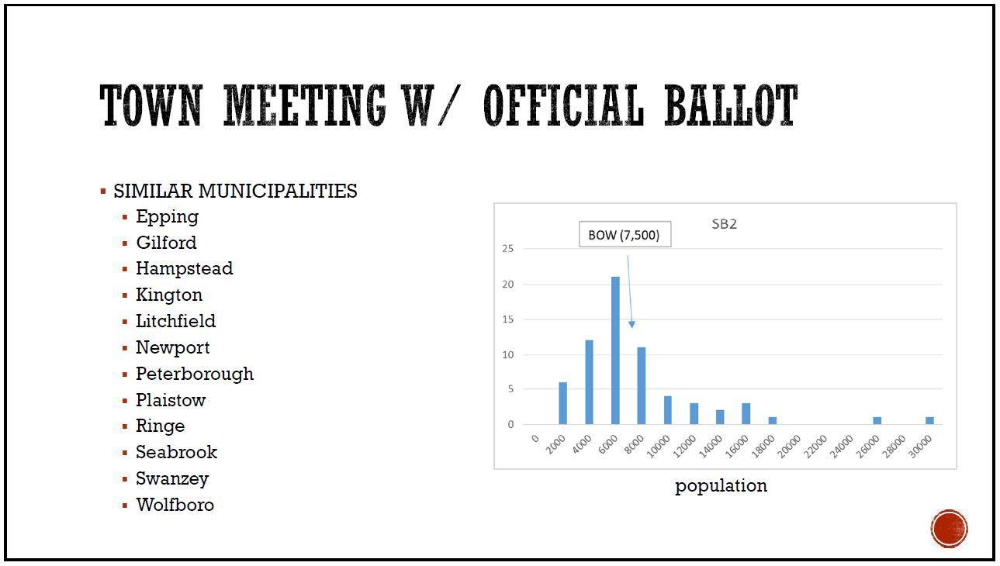 TOWN MEETING W/ OFFICIAL BALLOT
SIMILAR MUNICIPALITIES
Epping
Gilford
Hampstead
Kington
Litchfield
Newport
Peterborough
Plaistow
Ringe
Seabrook
Swanzey
Wolfboro
SB2
BOW (7,500)
25
20
15
10
5
0
0 2000 4000 6000 8000 10000 12000 14000 16000 18000 20000 22000 24000 26000 28000 30000
population